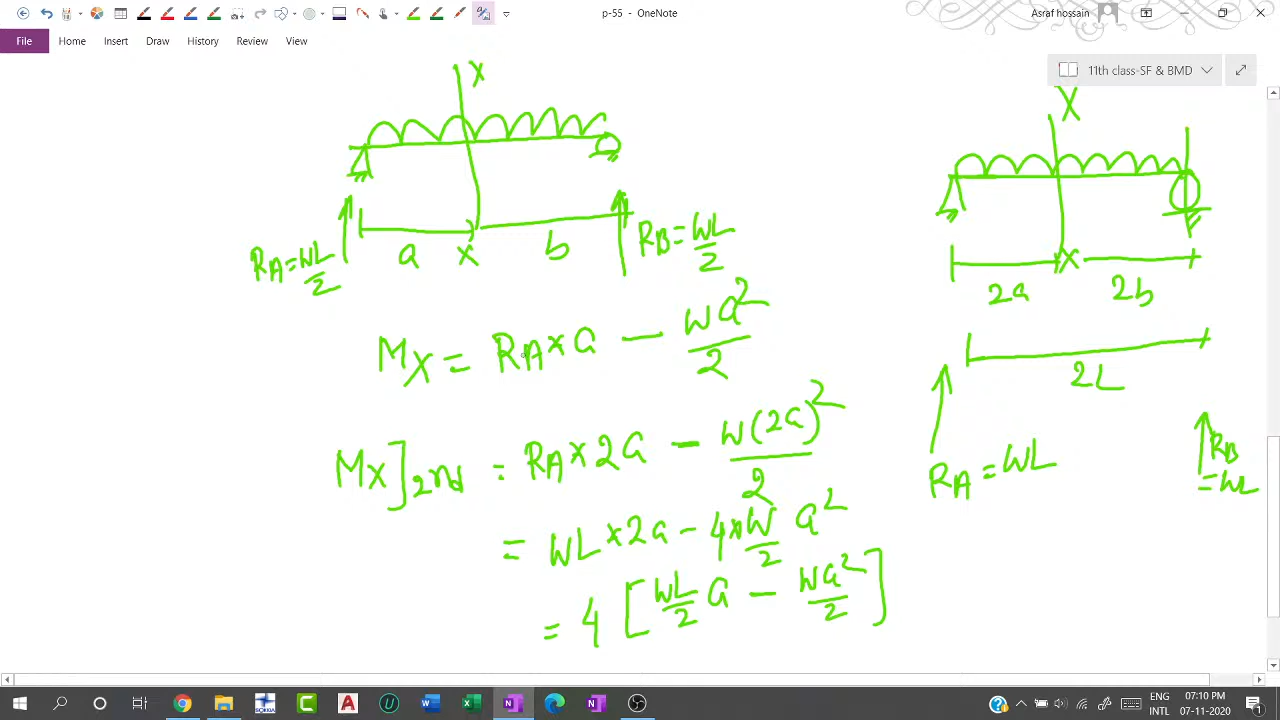 p-55 - OneNote
Asraf hossain
File Home Insert Draw History Review View
11th class-SF & BMD
X
X
RA = WL/2
a
X
b
RB = WL/2
X
2a
2b
2L
RA = WL
RB = WL
Mx = RA × a - Wa²/2
Mx]2nd = RA × 2a - W(2a)²/2
= WL × 2a - 4 × W/2 a²
= 4 [WL/2 a - Wa²/2]
ENG 07:10 PM
INTL 07-11-2020